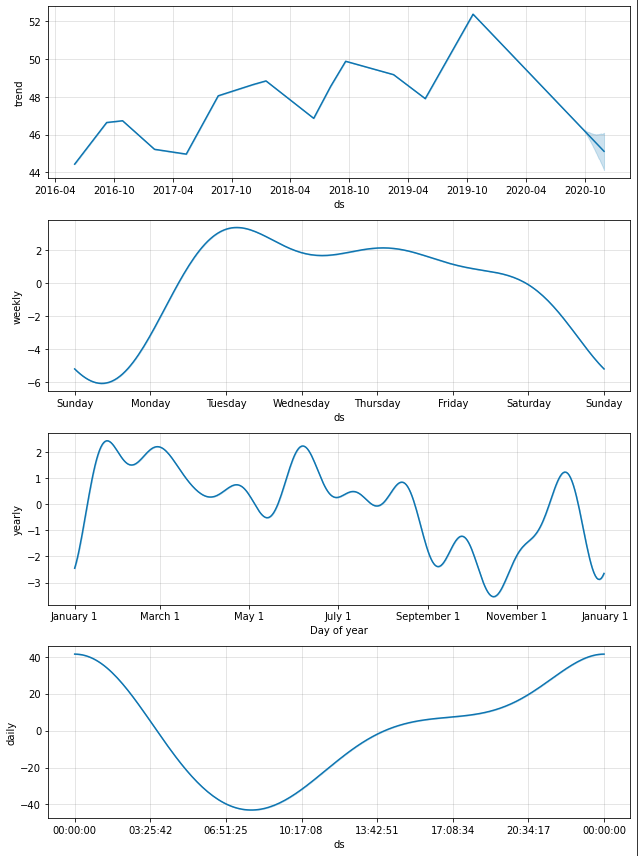 52
50
48
46
44
trend
2016-04 2016-10 2017-04 2017-10 2018-04 2018-10 2019-04 2019-10 2020-04 2020-10
ds
2
0
−2
−4
−6
weekly
Sunday Monday Tuesday Wednesday Thursday Friday Saturday Sunday
ds
2
1
0
−1
−2
−3
yearly
January 1 March 1 May 1 July 1 September 1 November 1 January 1
Day of year
40
20
0
−20
−40
daily
00:00:00 03:25:42 06:51:25 10:17:08 13:42:51 17:08:34 20:34:17 00:00:00
ds